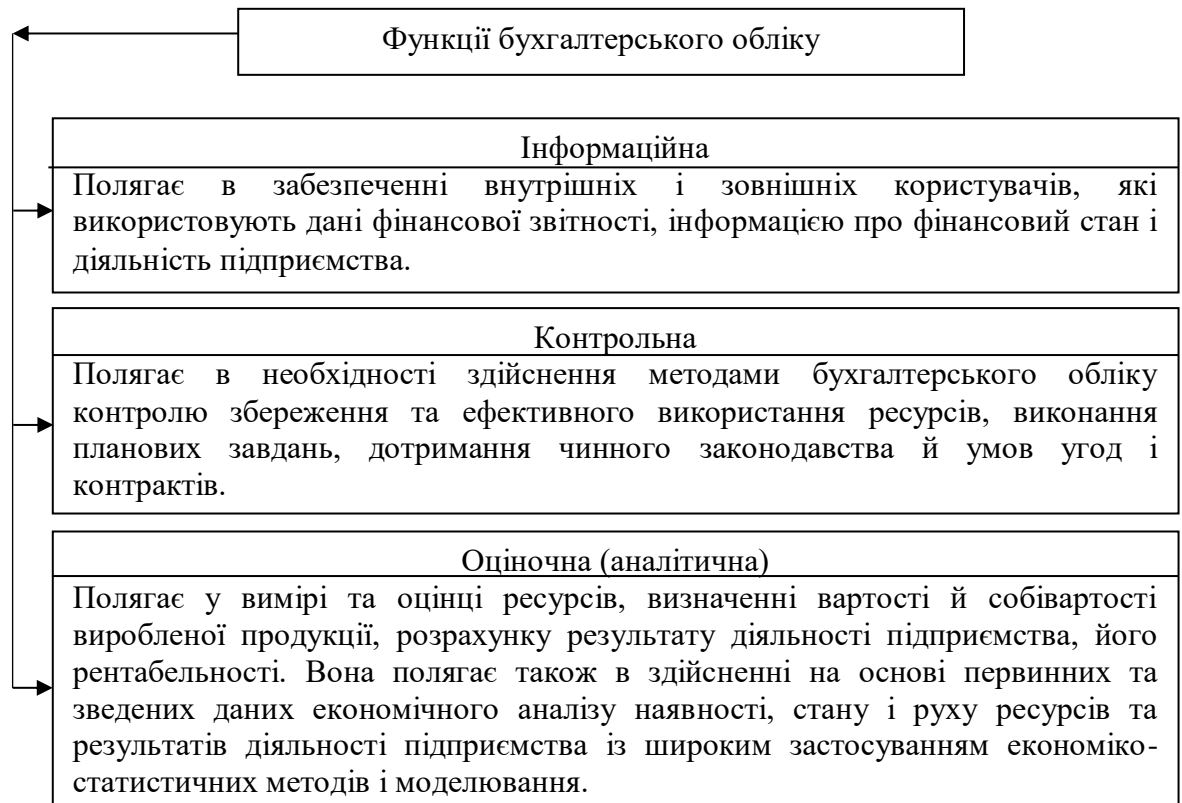 Функції бухгалтерського обліку
Інформаційна
Полягає в забезпеченні внутрішніх і зовнішніх користувачів, які
використовують дані фінансової звітності, інформацією про фінансовий стан і
діяльність підприємства.
Контрольна
Полягає в необхідності здійснення методами бухгалтерського обліку
контролю збереження та ефективного використання ресурсів, виконання
планових завдань, дотримання чинного законодавства й умов угод і
контрактів.
Оціночна (аналітична)
Полягає у вимірі та оцінці ресурсів, визначенні вартості й собівартості
виробленої продукції, розрахунку результату діяльності підприємства, його
рентабельності. Вона полягає також в здійсненні на основі первинних та
зведених даних економічного аналізу наявності, стану і руху ресурсів та
результатів діяльності підприємства із широким застосуванням економіко-
статистичних методів і моделювання.